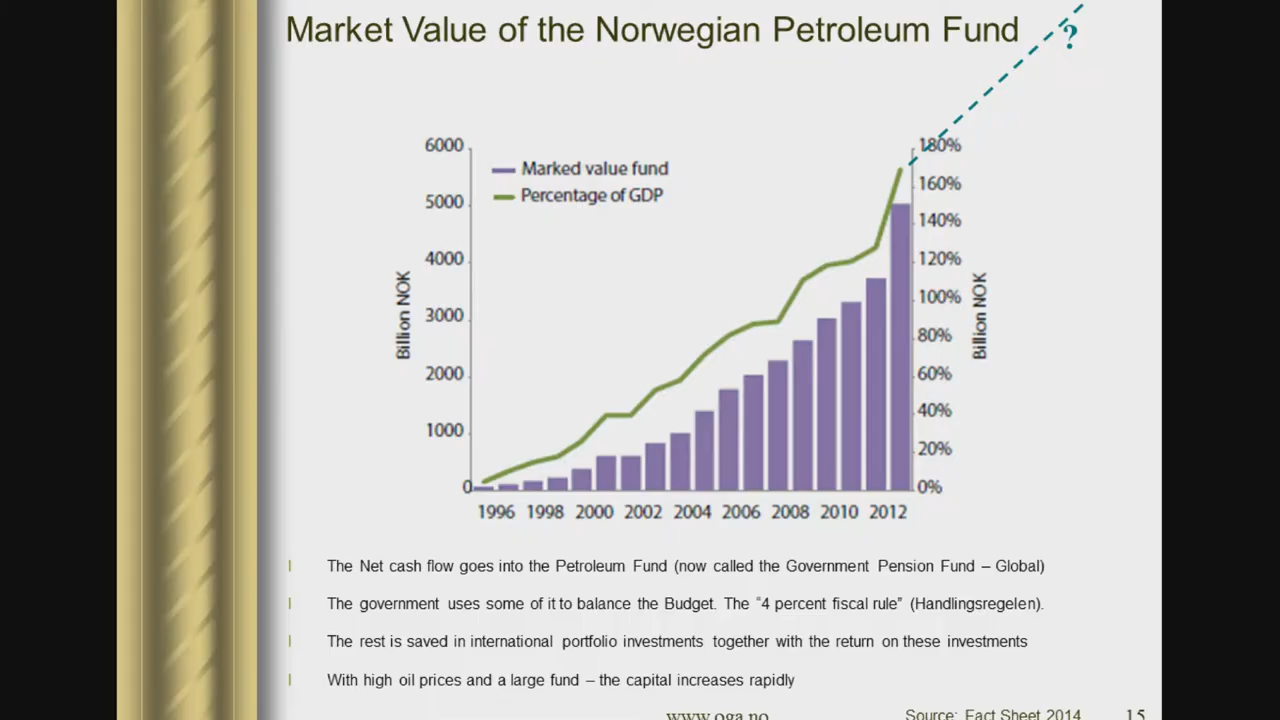 Market Value of the Norwegian Petroleum Fund
?
6000
5000
4000
3000
2000
1000
0
Billion NOK
Marked value fund
Percentage of GDP
180%
160%
140%
120%
100%
80%
60%
40%
20%
0%
Billion NOK
1996 1998 2000 2002 2004 2006 2008 2010 2012
The Net cash flow goes into the Petroleum Fund (now called the Government Pension Fund – Global)
The government uses some of it to balance the Budget. The "4 percent fiscal rule" (Handlingsregelen).
The rest is saved in international portfolio investments together with the return on these investments
With high oil prices and a large fund – the capital increases rapidly
www.oga.no Source: Fact Sheet 2014 15